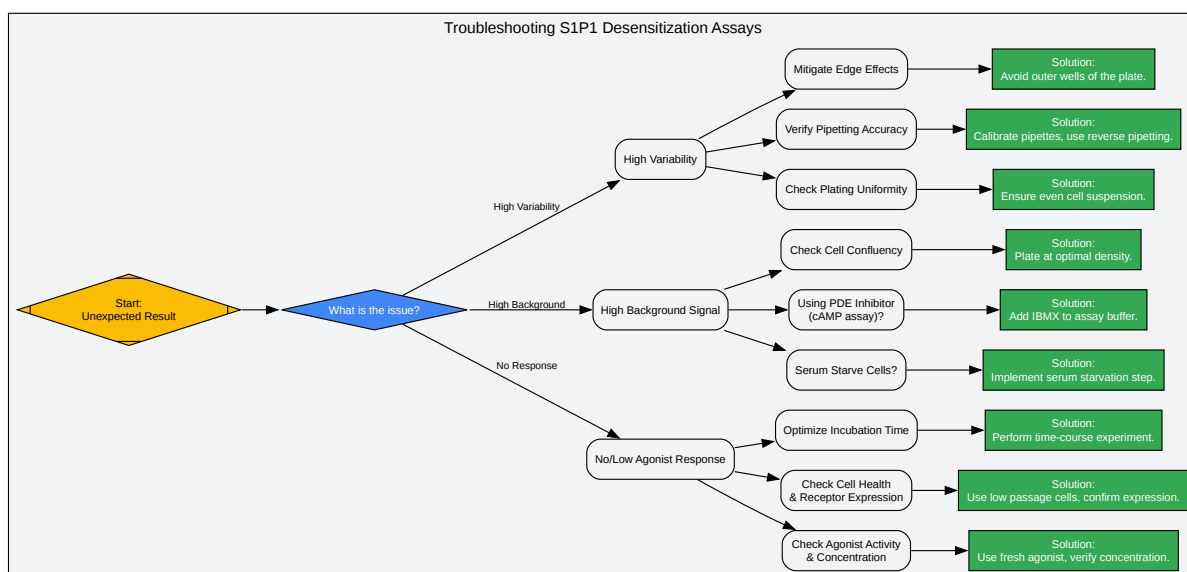 Troubleshooting S1P1 Desensitization Assays
Start:
Unexpected Result
What is the issue?
High Variability
High Background
No Response
High Variability
Mitigate Edge Effects
Solution:
Avoid outer wells of the plate.
Verify Pipetting Accuracy
Solution:
Calibrate pipettes, use reverse pipetting.
Check Plating Uniformity
Solution:
Ensure even cell suspension.
High Background Signal
Check Cell Confluency
Solution:
Plate at optimal density.
Using PDE Inhibitor
(cAMP assay)?
Solution:
Add IBMX to assay buffer.
Serum Starve Cells?
Solution:
Implement serum starvation step.
No/Low Agonist Response
Optimize Incubation Time
Solution:
Perform time-course experiment.
Check Cell Health
& Receptor Expression
Solution:
Use low passage cells, confirm expression.
Check Agonist Activity
& Concentration
Solution:
Use fresh agonist, verify concentration.